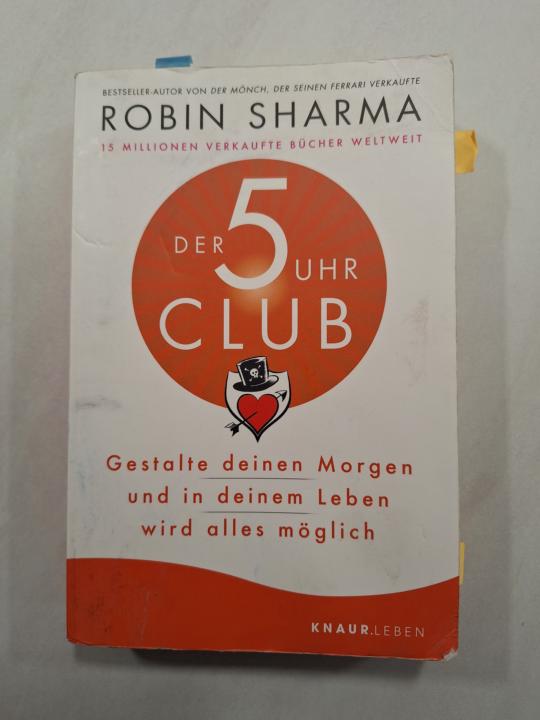 BESTSELLER-AUTOR VON DER MÖNCH, DER SEINEN FERRARI VERKAUFTE
ROBIN SHARMA
15 MILLIONEN VERKAUFTE BÜCHER WELTWEIT
DER 5 UHR
CLUB
Gestalte deinen Morgen
und in deinem Leben
wird alles möglich
KNAUR.LEBEN